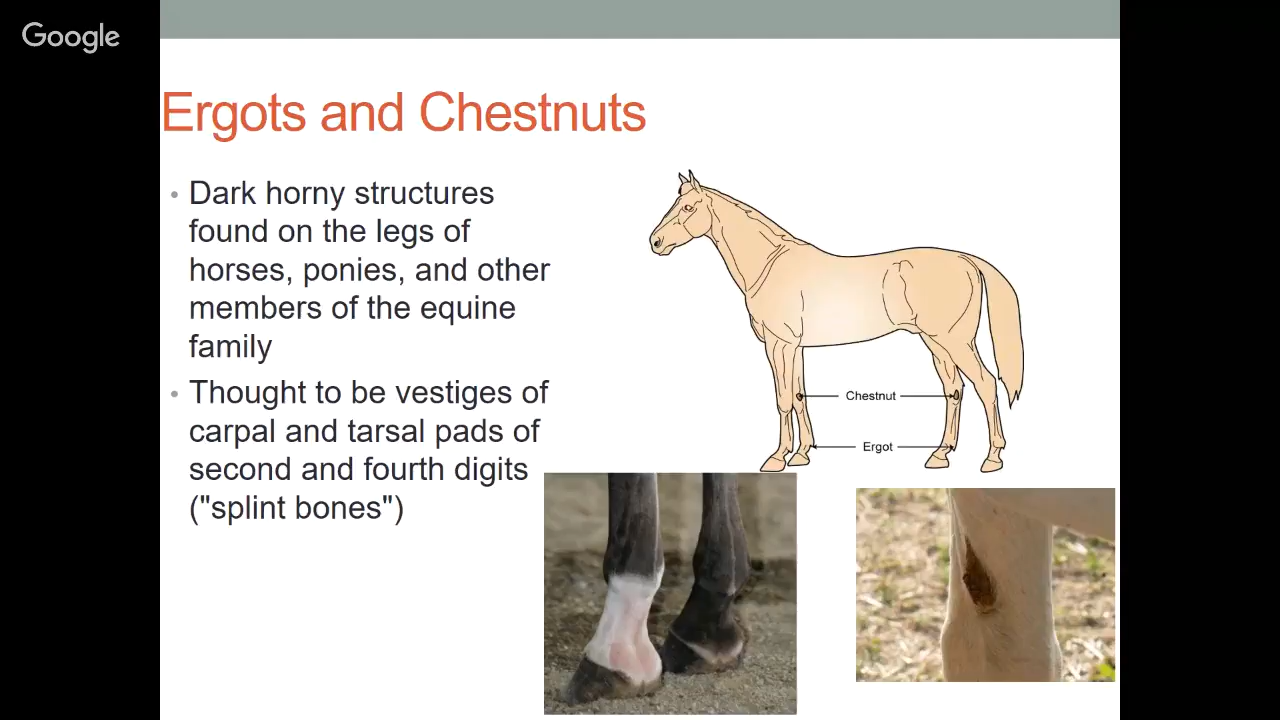 Google
Ergots and Chestnuts
• Dark horny structures
found on the legs of
horses, ponies, and other
members of the equine
family
• Thought to be vestiges of
carpal and tarsal pads of
second and fourth digits
("splint bones")
Chestnut
Ergot